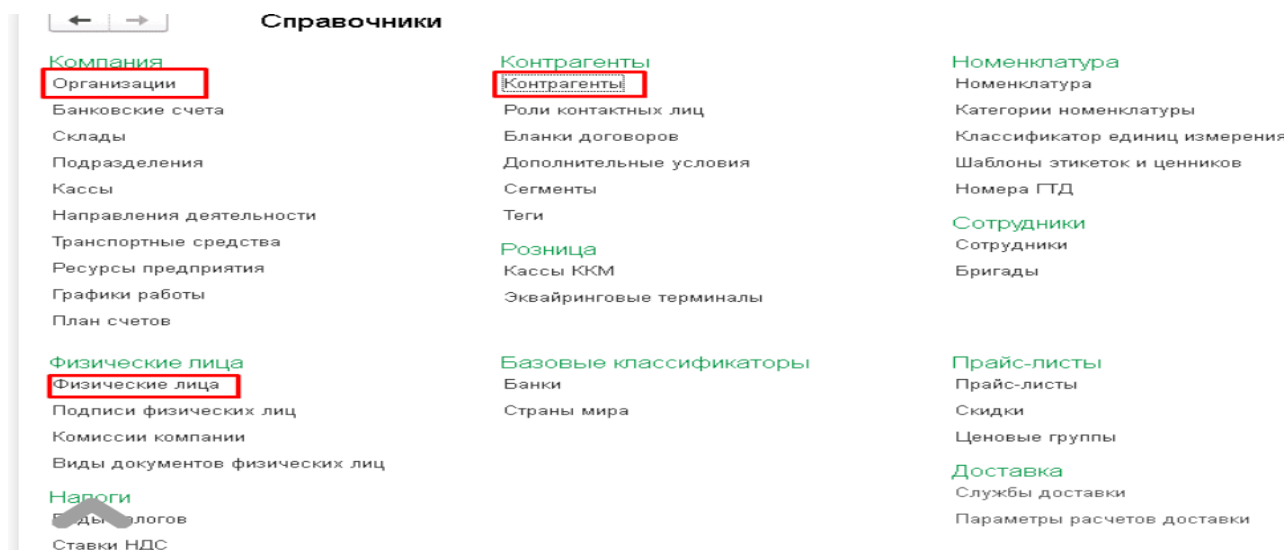 Справочники
Компания
Организации
Банковские счета
Склады
Подразделения
Кассы
Направления деятельности
Транспортные средства
Ресурсы предприятия
Графики работы
План счетов
Контрагенты
Контрагенты
Роли контактных лиц
Бланки договоров
Дополнительные условия
Сегменты
Теги
Розница
Кассы ККМ
Эквайринговые терминалы
Номенклатура
Номенклатура
Категории номенклатуры
Классификатор единиц измерения
Шаблоны этикеток и ценников
Номера ГТД
Сотрудники
Сотрудники
Бригады
Физические лица
Физические лица
Подписи физических лиц
Комиссии компании
Виды документов физических лиц
Налоги
Виды налогов
Ставки НДС
Базовые классификаторы
Банки
Страны мира
Прайс-листы
Прайс-листы
Скидки
Ценовые группы
Доставка
Службы доставки
Параметры расчетов доставки